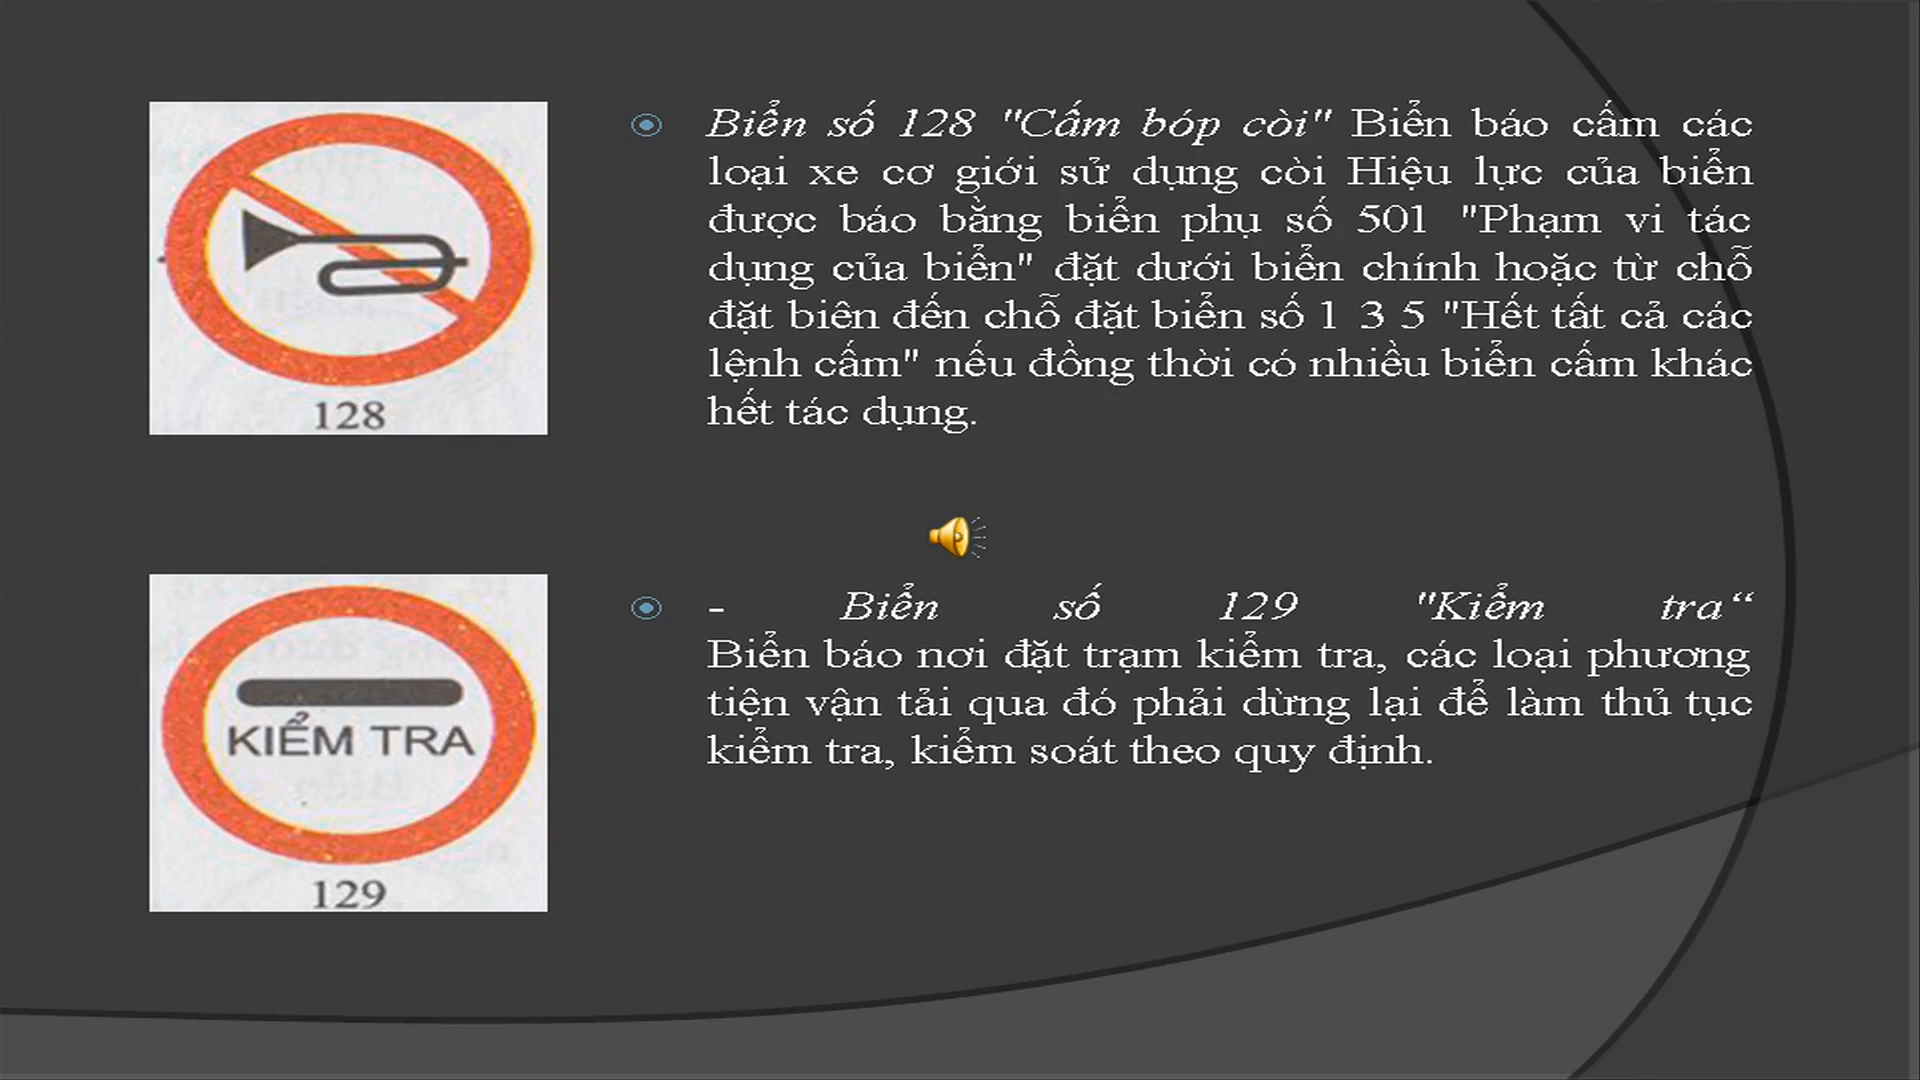 Biển số 128 "Cấm bóp còi" Biển báo cấm các
loại xe cơ giới sử dụng còi Hiệu lực của biển
được báo bằng biển phụ số 501 "Phạm vi tác
dụng của biển" đặt dưới biển chính hoặc từ chỗ
đặt biên đến chỗ đặt biển số 1 3 5 "Hết tất cả các
lệnh cấm" nếu đồng thời có nhiều biển cấm khác
hết tác dụng.
128
- Biển số 129 "Kiểm tra“
Biển báo nơi đặt trạm kiểm tra, các loại phương
tiện vận tải qua đó phải dừng lại để làm thủ tục
kiểm tra, kiểm soát theo quy định.
KIỂM TRA
129